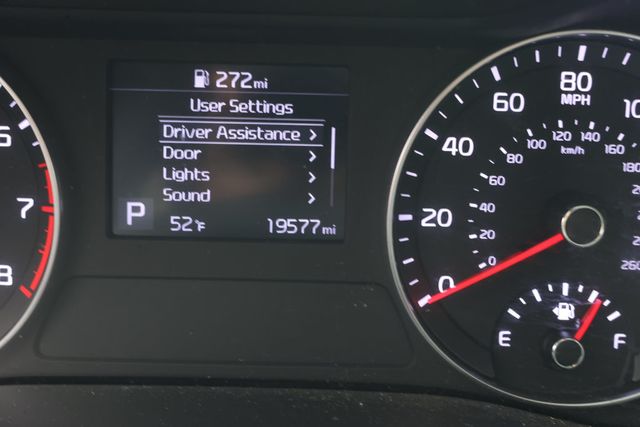 272mi
User Settings
Driver Assistance >
Door >
Lights >
Sound >
P
52°F
19577mi
6
7
8
0
20
40
60
80
MPH
0
20
40
60
80
100
120
140
160
180
260
km/h
E
F